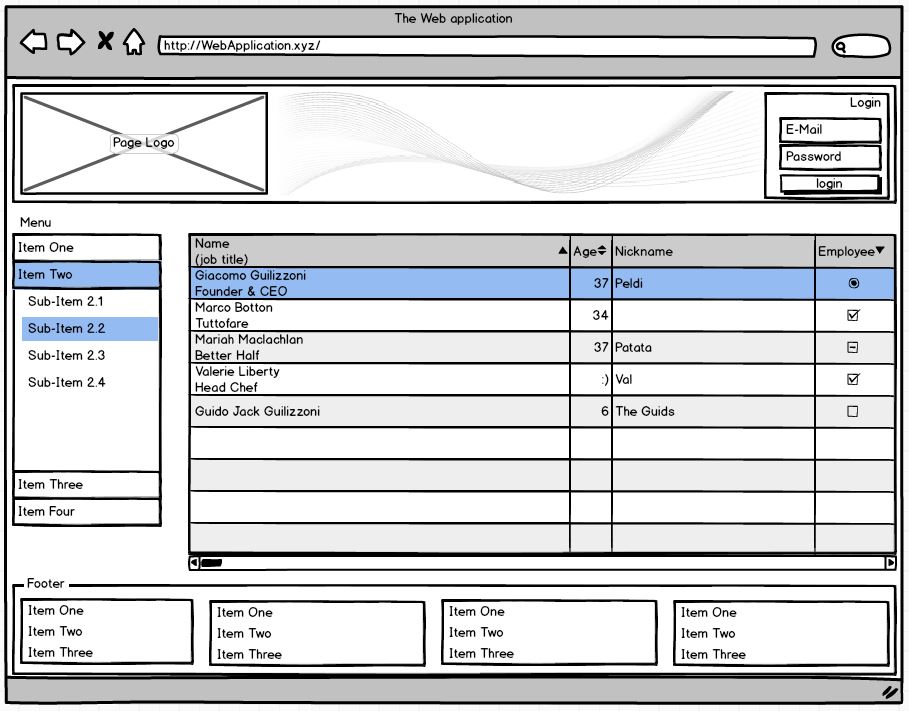 The Web application
http://WebApplication.xyz/
Page Logo
Login
E-Mail
Password
login
Menu
Item One
Item Two
Sub-Item 2.1
Sub-Item 2.2
Sub-Item 2.3
Sub-Item 2.4
Item Three
Item Four
Name
(job title)
Age
Nickname
Employee
Giacomo Guilizzoni
Founder & CEO
37
Peldi
Marco Botton
Tuttofare
34
Mariah Maclachlan
Better Half
37
Patata
Valerie Liberty
Head Chef
:)
Val
Guido Jack Guilizzoni
6
The Guids
Footer
Item One
Item Two
Item Three
Item One
Item Two
Item Three
Item One
Item Two
Item Three
Item One
Item Two
Item Three